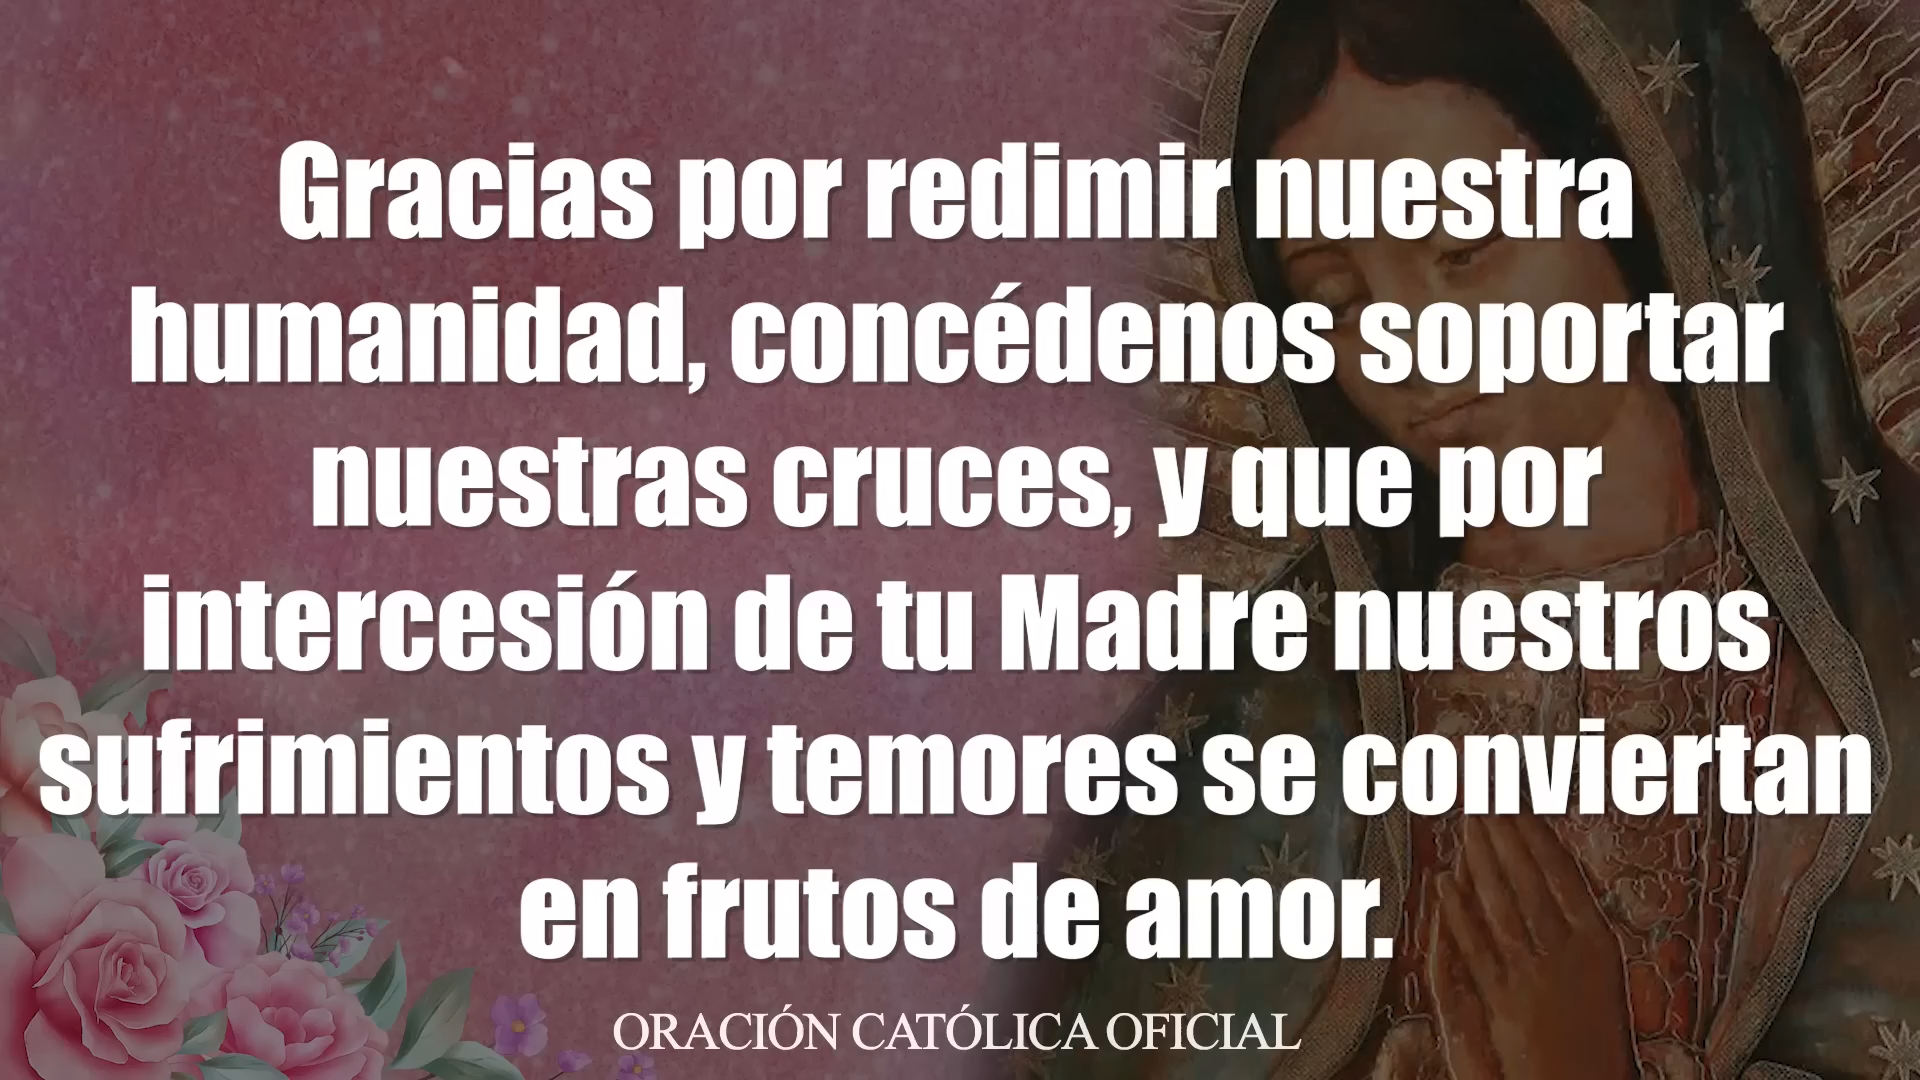 Gracias por redimir nuestra
humanidad, concédenos soportar
nuestras cruces, y que por
intercesión de tu Madre nuestros
sufrimientos y temores se conviertan
en frutos de amor.
ORACIÓN CATÓLICA OFICIAL